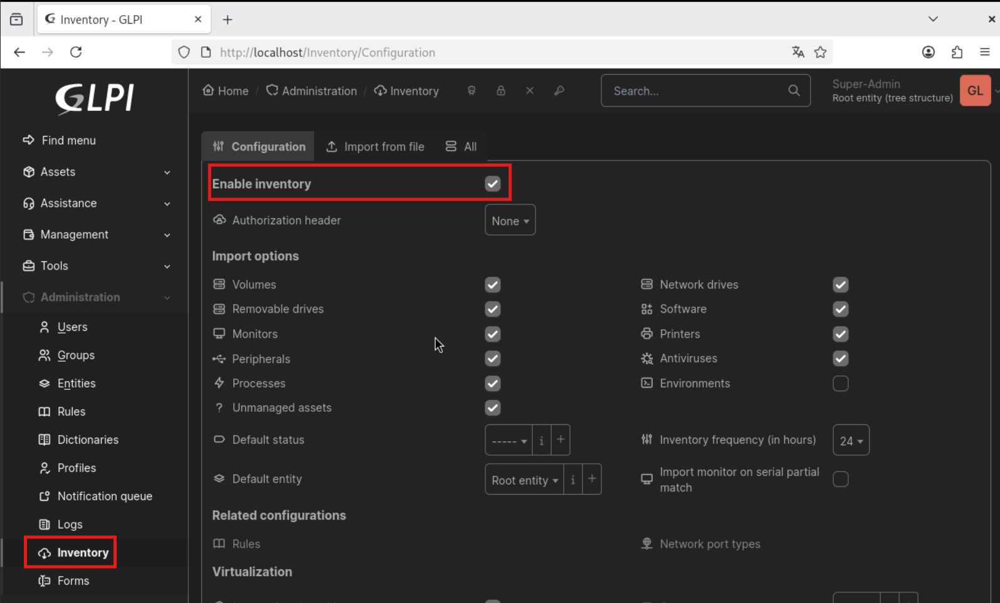 Inventory - GLPI
http://localhost/Inventory/Configuration
GLPI
Home / Administration / Inventory
Search...
Super-Admin
Root entity (tree structure)
GL
Find menu
Assets
Assistance
Management
Tools
Administration
Users
Groups
Entities
Rules
Dictionaries
Profiles
Notification queue
Logs
Inventory
Forms
Configuration
Import from file
All
Enable inventory
Authorization header
None
Import options
Volumes
Network drives
Removable drives
Software
Monitors
Printers
Peripherals
Antiviruses
Processes
Environments
? Unmanaged assets
Default status
----- i +
Inventory frequency (in hours)
24
Default entity
Root entity i +
Import monitor on serial partial
match
Related configurations
Rules
Network port types
Virtualization